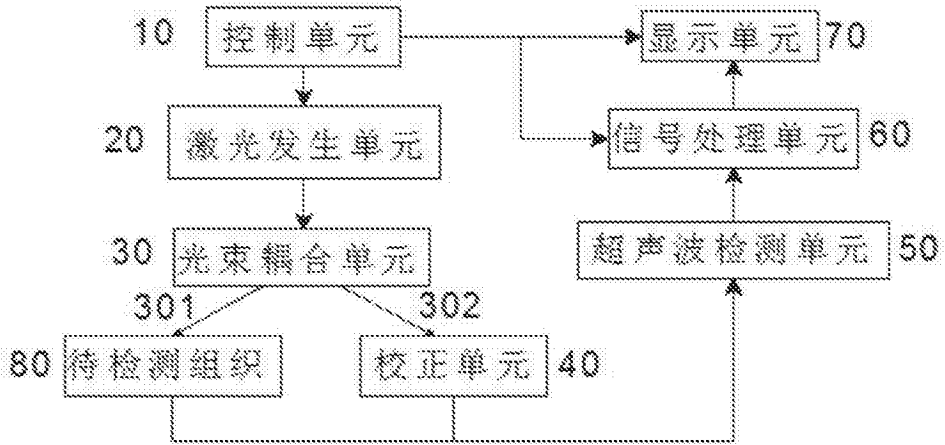 10 控制单元 显示单元 70
20 激光发生单元 信号处理单元 60
30 光束耦合单元 超声波检测单元 50
301 302
80 待检测组织 校正单元 40